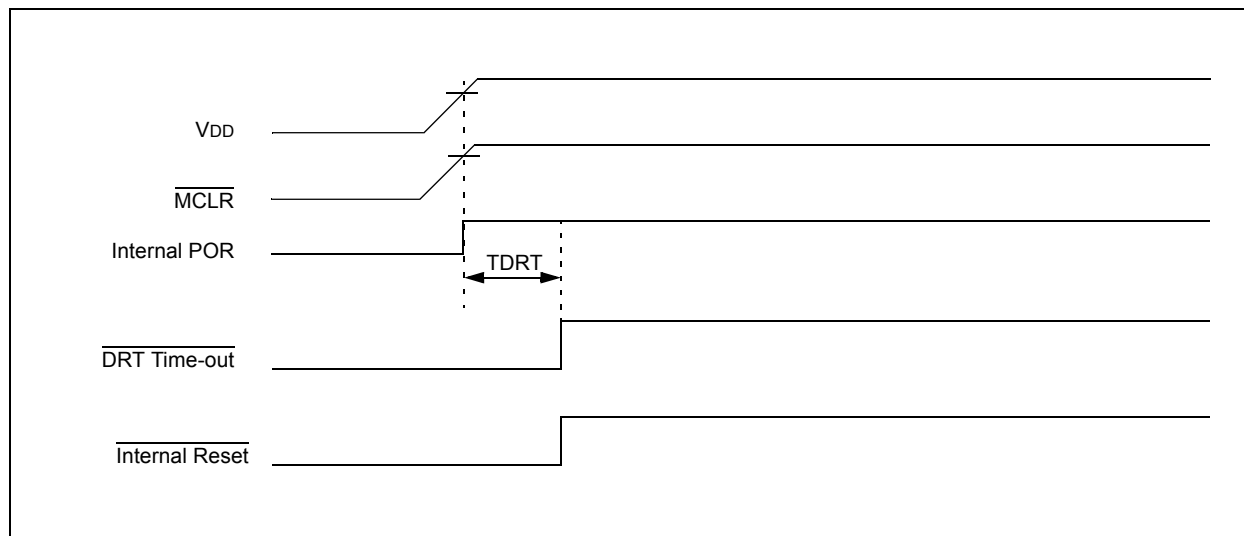 VDD
MCLR
Internal POR
TDRT
DRT Time-out
Internal Reset